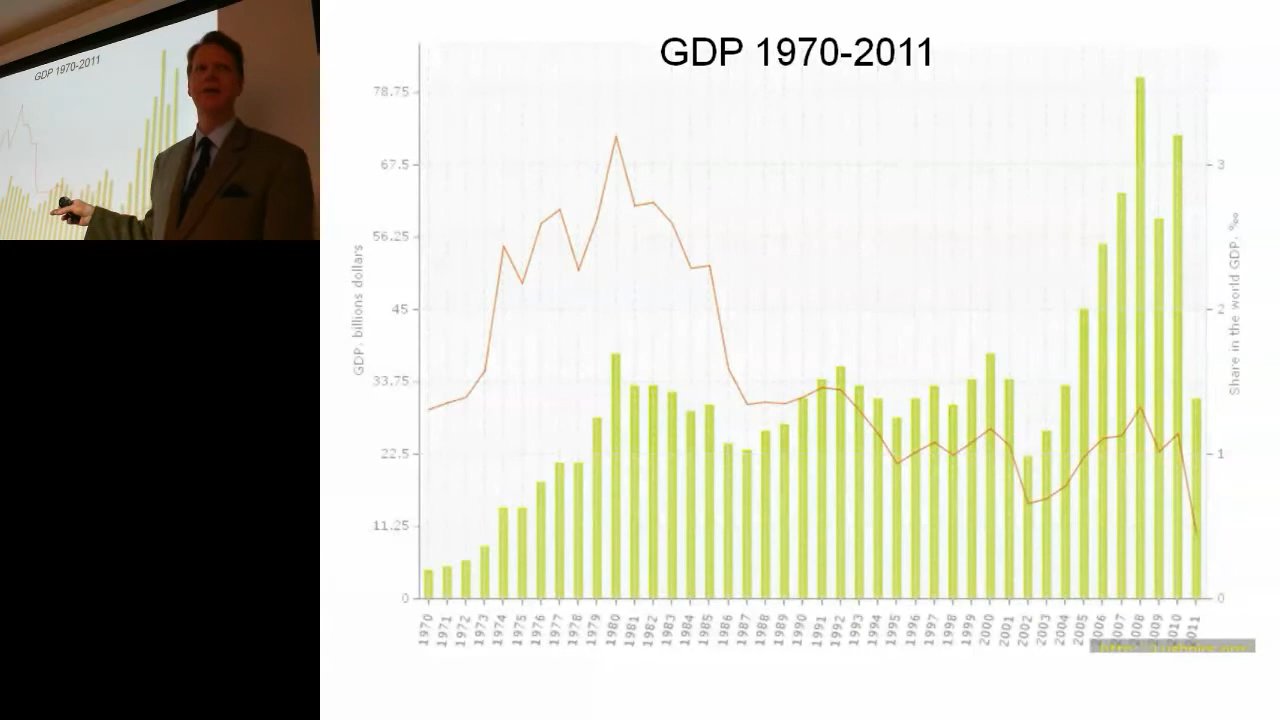 GDP 1970-2011
GDP 1970-2011
GDP, billions dollars
78.75
67.5
56.25
45
33.75
22.5
11.25
0
3
2
1
0
Share in the world GDP, ‰
1970 1971 1972 1973 1974 1975 1976 1977 1978 1979 1980 1981 1982 1983 1984 1985 1986 1987 1988 1989 1990 1991 1992 1993 1994 1995 1996 1997 1998 1999 2000 2001 2002 2003 2004 2005 2006 2007 2008 2009 2010 2011